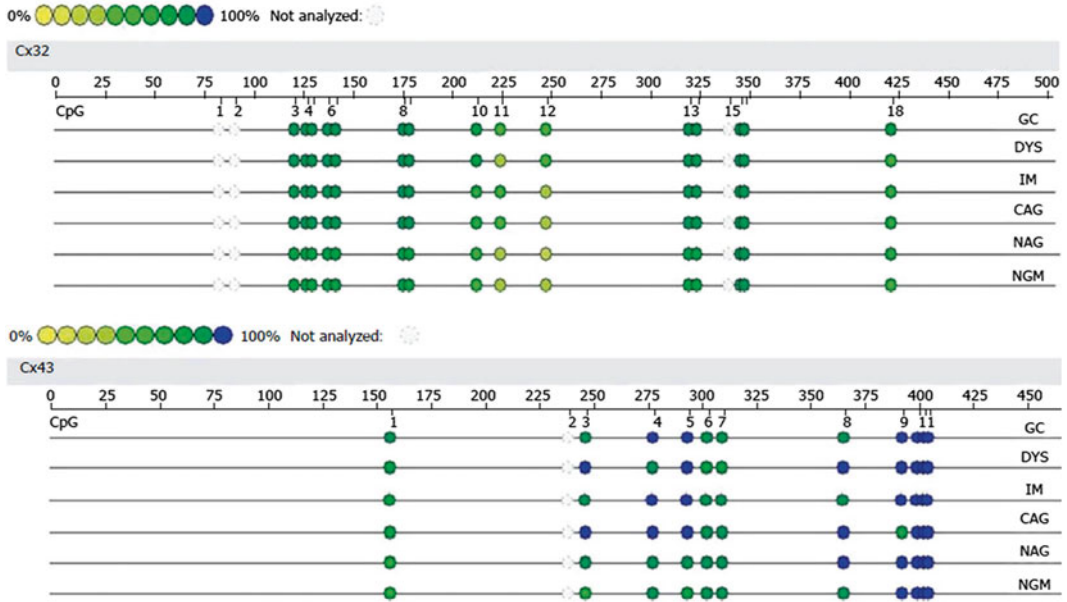 0% 100% Not analyzed:
Cx32
0 25 50 75 100 125 150 175 200 225 250 275 300 325 350 375 400 425 450 475 500
CpG 1 2 3 4 6 8 10 11 12 13 15 18
GC
DYS
IM
CAG
NAG
NGM
0% 100% Not analyzed:
Cx43
0 25 50 75 100 125 150 175 200 225 250 275 300 325 350 375 400 425 450
CpG 1 2 3 4 5 6 7 8 9 11
GC
DYS
IM
CAG
NAG
NGM